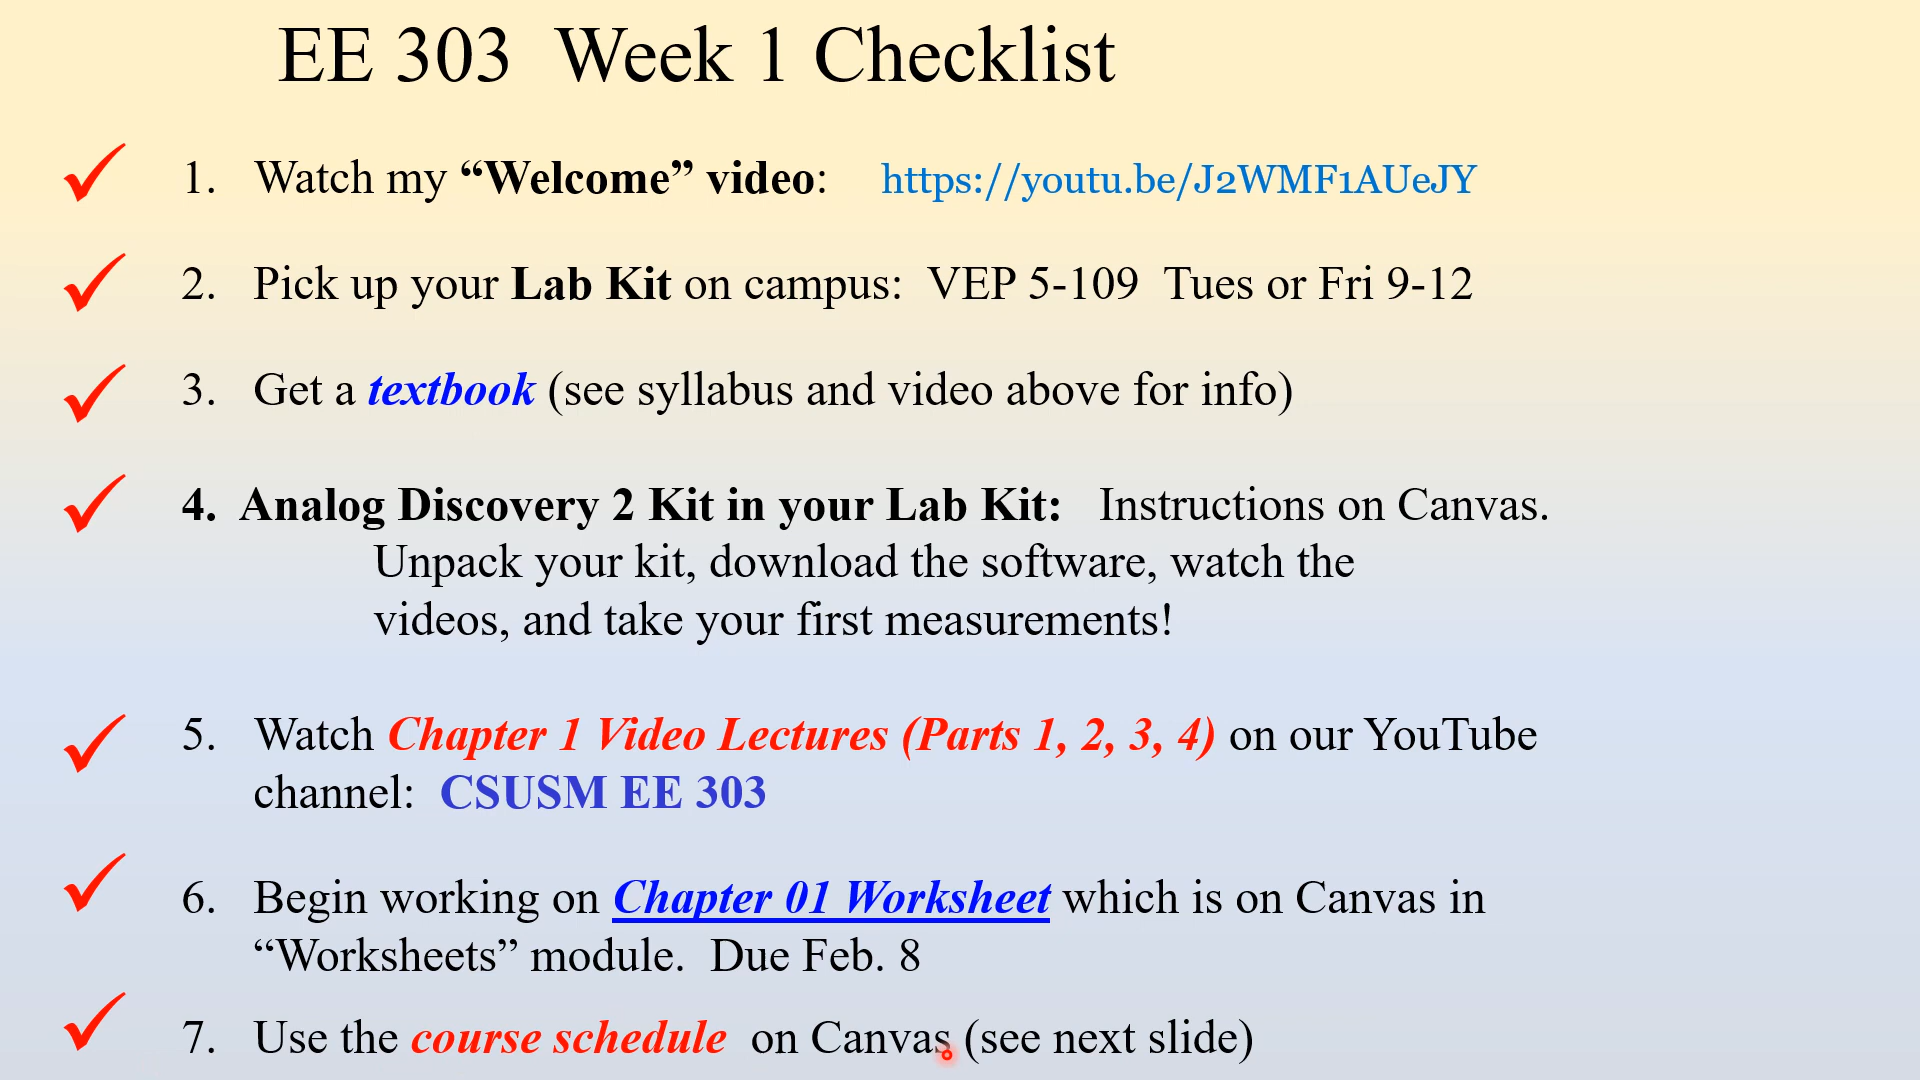 EE 303 Week 1 Checklist
1. Watch my “Welcome” video: https://youtu.be/J2WMF1AUeJY
2. Pick up your Lab Kit on campus: VEP 5-109 Tues or Fri 9-12
3. Get a textbook (see syllabus and video above for info)
4. Analog Discovery 2 Kit in your Lab Kit: Instructions on Canvas.
Unpack your kit, download the software, watch the
videos, and take your first measurements!
5. Watch Chapter 1 Video Lectures (Parts 1, 2, 3, 4) on our YouTube
channel: CSUSM EE 303
6. Begin working on Chapter 01 Worksheet which is on Canvas in
“Worksheets” module. Due Feb. 8
7. Use the course schedule on Canvas (see next slide)